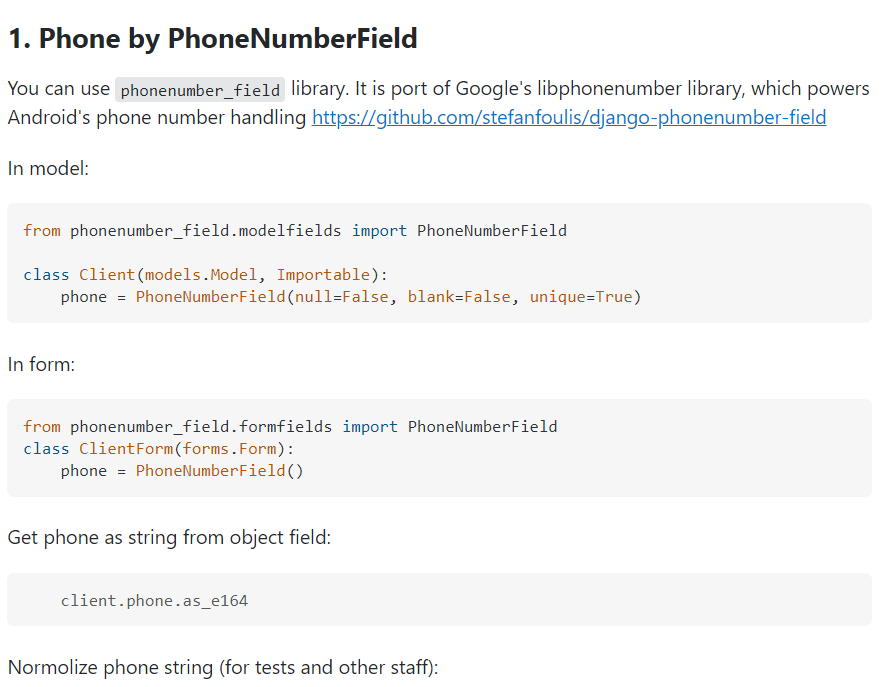 1. Phone by PhoneNumberField
You can use phonenumber_field library. It is port of Google's libphonenumber library, which powers
Android's phone number handling https://github.com/stefanfoulis/django-phonenumber-field
In model:
from phonenumber_field.modelfields import PhoneNumberField
class Client(models.Model, Importable):
    phone = PhoneNumberField(null=False, blank=False, unique=True)
In form:
from phonenumber_field.formfields import PhoneNumberField
class ClientForm(forms.Form):
    phone = PhoneNumberField()
Get phone as string from object field:
    client.phone.as_e164
Normolize phone string (for tests and other staff):